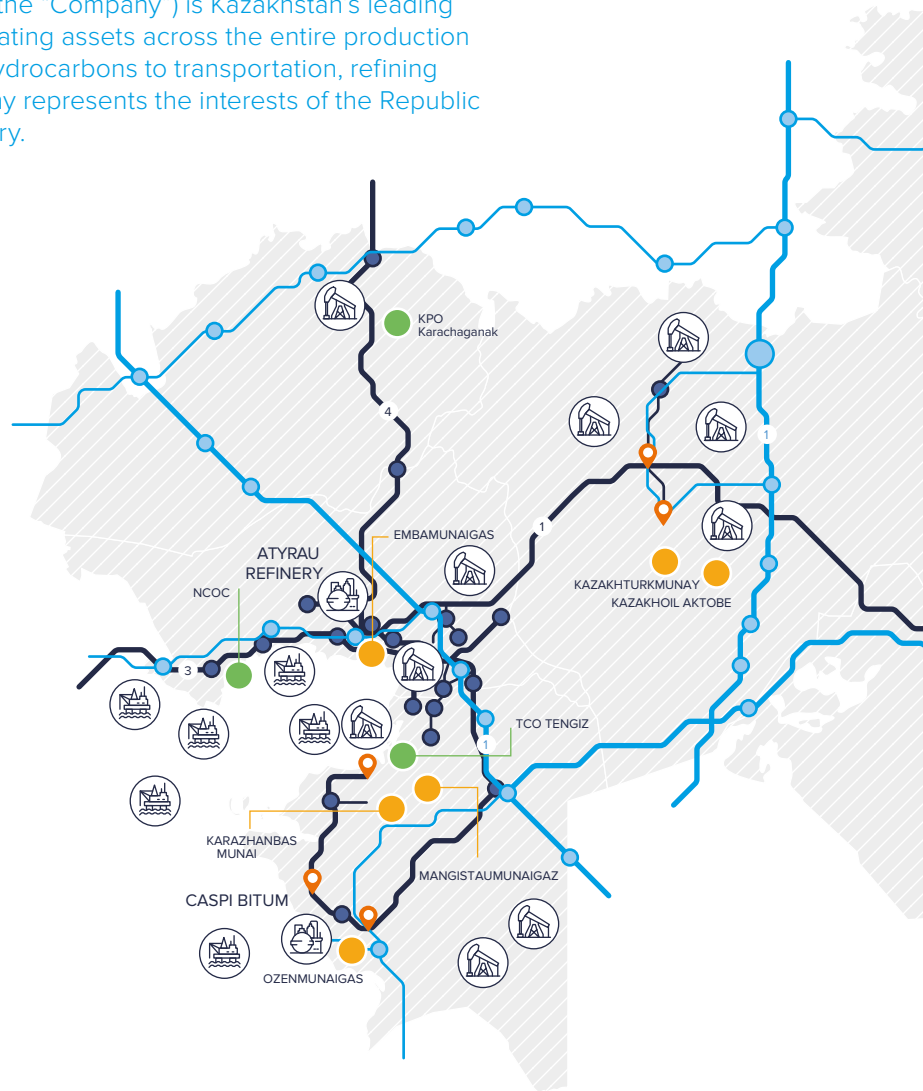 the "Company") is Kazakhstan's leading
ating assets across the entire production
ydrocarbons to transportation, refining
ny represents the interests of the Republic
ry.
KPO
Karachaganak
4
1
1
EMBAMUNAIGAS
ATYRAU
REFINERY
NCOC
KAZAKHTURKMUNAY
KAZAKHOIL AKTOBE
3
TCO TENGIZ
1
KARAZHANBAS
MUNAI
MANGISTAUMUNAIGAZ
CASPI BITUM
OZENMUNAIGAS